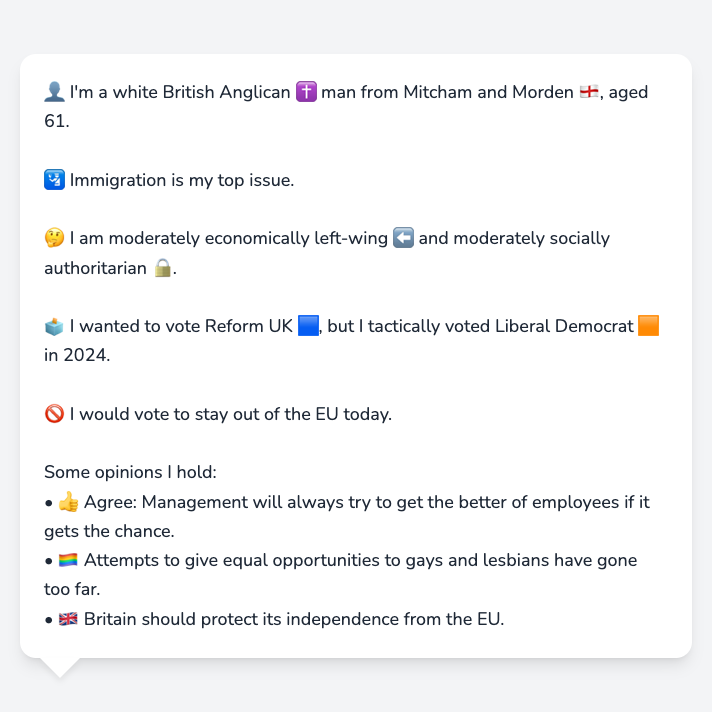 👤 I'm a white British Anglican ✝️ man from Mitcham and Morden 🏴󠁧󠁢󠁥󠁮󠁧󠁿, aged
61.
🛂 Immigration is my top issue.
🤔 I am moderately economically left-wing ⬅️ and moderately socially
authoritarian 🔒.
🗳️ I wanted to vote Reform UK 🟦, but I tactically voted Liberal Democrat 🟧
in 2024.
🚫 I would vote to stay out of the EU today.
Some opinions I hold:
• 👍 Agree: Management will always try to get the better of employees if it
gets the chance.
• 🏳️‍🌈 Attempts to give equal opportunities to gays and lesbians have gone
too far.
• 🇬🇧 Britain should protect its independence from the EU.